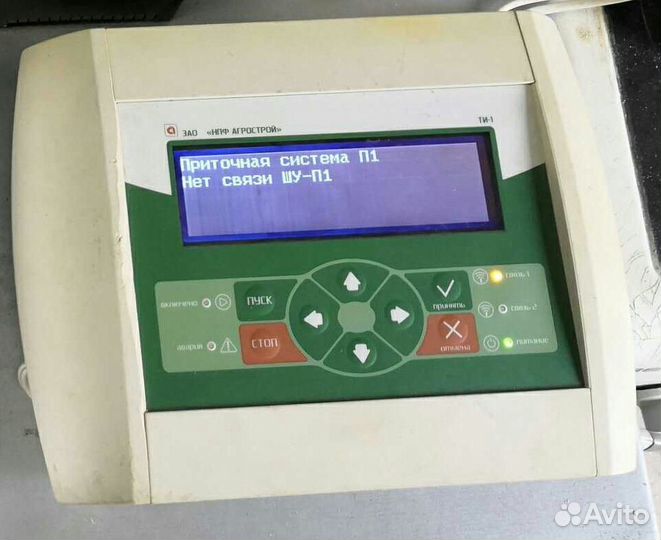 ЗАО «НПФ АГРОСТРОЙ»
ТИ-1
Приточная система П1
Нет связи ШУ-П1
включено
ПУСК
принять
связь 1
связь 2
авария
СТОП
отмена
питание
Avito